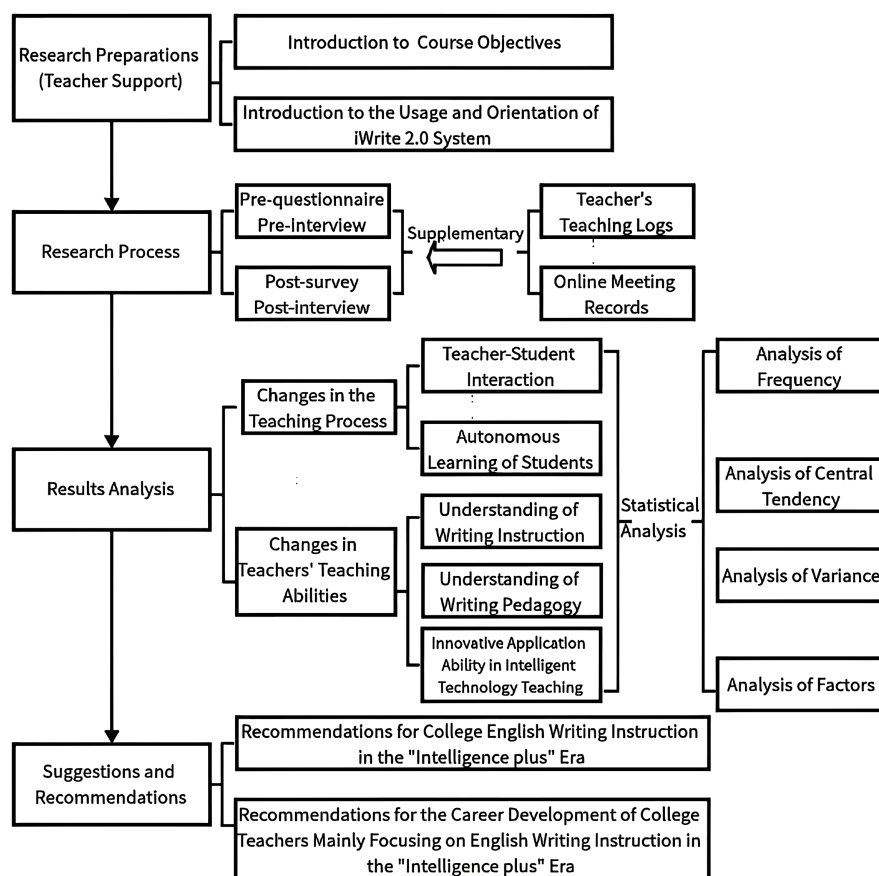 Research Preparations
(Teacher Support)
Introduction to Course Objectives
Introduction to the Usage and Orientation of
iWrite 2.0 System
Research Process
Pre-questionnaire
Pre-interview
Post-survey
Post-interview
Supplementary
Teacher's
Teaching Logs
Online Meeting
Records
Results Analysis
Changes in the
Teaching Process
Teacher-Student
Interaction
Autonomous
Learning of Students
Changes in
Teachers' Teaching
Abilities
Understanding of
Writing Instruction
Understanding of
Writing Pedagogy
Innovative Application
Ability in Intelligent
Technology Teaching
Statistical
Analysis
Analysis of
Frequency
Analysis of Central
Tendency
Analysis of Variance
Analysis of Factors
Suggestions and
Recommendations
Recommendations for College English Writing Instruction
in the "Intelligence plus" Era
Recommendations for the Career Development of College
Teachers Mainly Focusing on English Writing Instruction in
the "Intelligence plus" Era